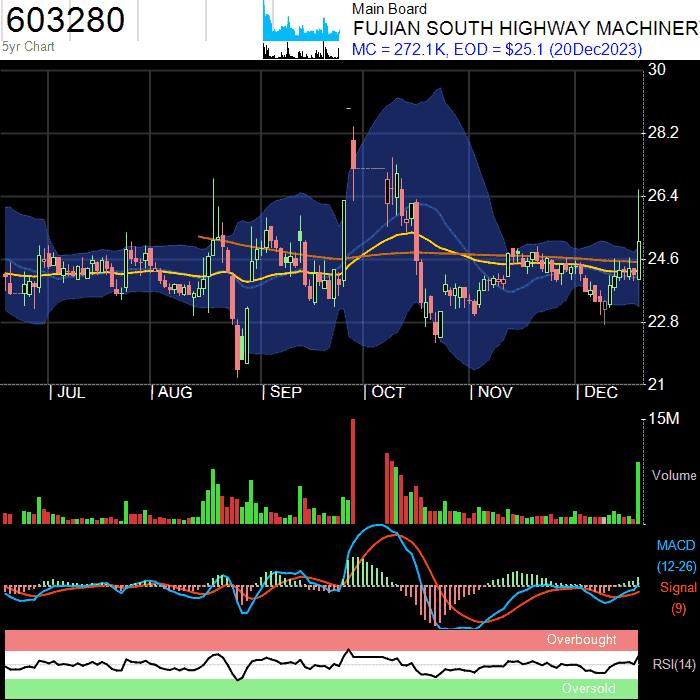 603280
5yr Chart
Main Board
FUJIAN SOUTH HIGHWAY MACHINER
MC = 272.1K, EOD = $25.1 (20Dec2023)
30
28.2
26.4
24.6
22.8
21
| JUL | AUG | SEP | OCT | NOV | DEC
15M
Volume
MACD
(12-26)
Signal
(9)
Overbought
RSI(14)
Oversold